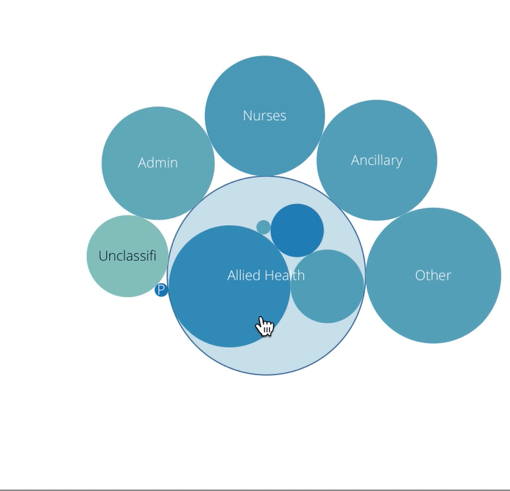 Nurses
Ancillary
Admin
Unclassifi
Allied Health
Other
P